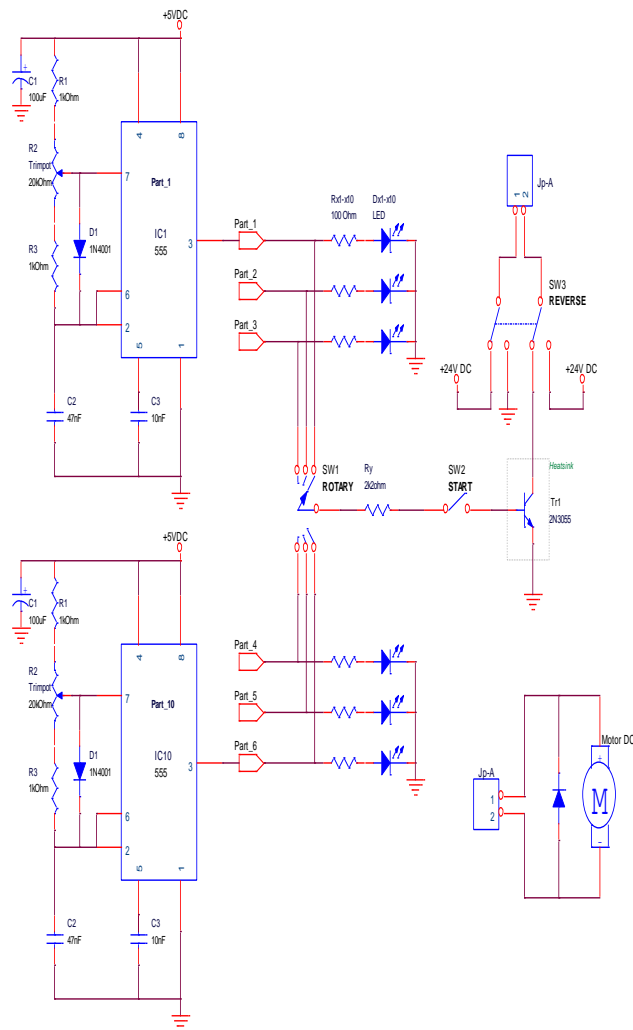 +5VDC
C1
100uF
R1
1kOhm
R2
Trimpot
20kOhm
R3
1kOhm
D1
1N4001
4
8
7
Part_1
IC1
555
3
6
2
5
1
C2
47nF
C3
10nF
Part_1
Part_2
Part_3
Rx1-x10
100 Ohm
Dx1-x10
LED
1
2
Jp-A
SW3
REVERSE
+24V DC
+24V DC
SW1
ROTARY
Ry
2k2ohm
SW2
START
Heatsink
Tr1
2N3055
+5VDC
C1
100uF
R1
1kOhm
R2
Trimpot
20kOhm
R3
1kOhm
D1
1N4001
4
8
7
Part_10
IC10
555
3
6
2
5
1
C2
47nF
C3
10nF
Part_4
Part_5
Part_6
Jp-A
1
2
Motor DC
+
M
-